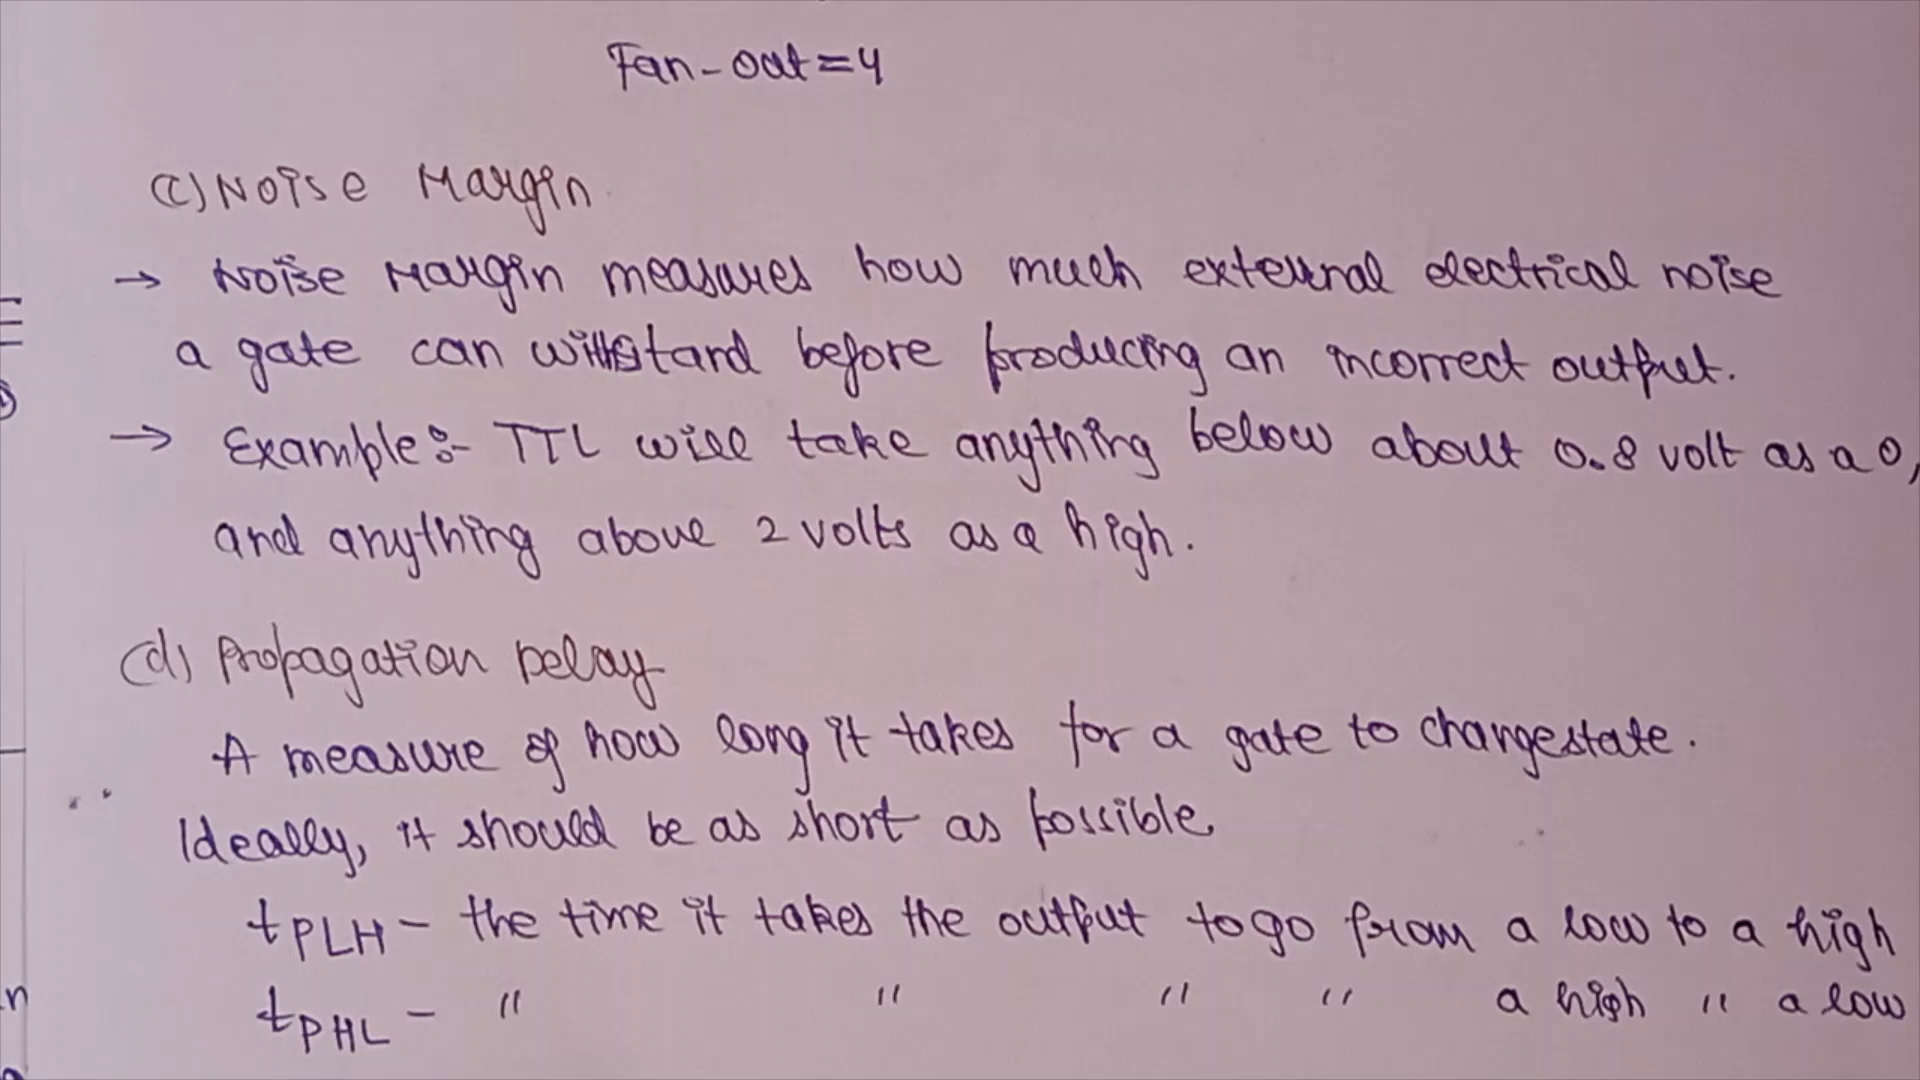 Fan-out=4
(c) Noise Margin
→ Noise Margin measures how much external electrical noise
a gate can withstand before producing an incorrect output.
→ Example:- TTL will take anything below about 0.8 volt as a 0,
and anything above 2 volts as a high.
(d) Propagation Delay
A measure of how long it takes for a gate to change state.
Ideally, it should be as short as possible.
tPLH - the time it takes the output to go from a low to a high
tPHL - " " " " a high " a low